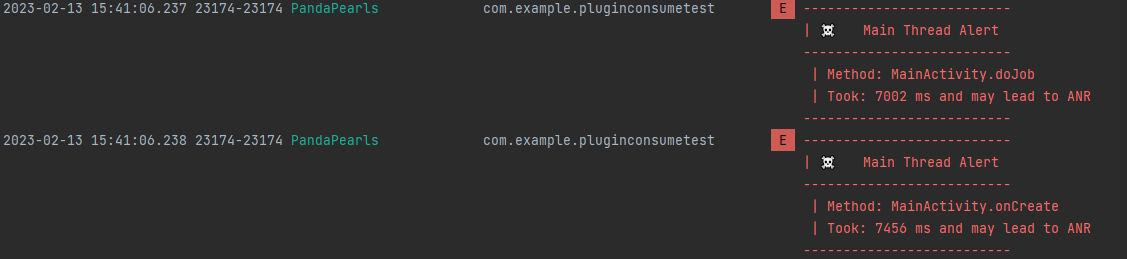 2023-02-13 15:41:06.237 23174-23174 PandaPearls com.example.pluginconsumetest E --------------------------
| ☠️ Main Thread Alert
--------------------------
| Method: MainActivity.doJob
| Took: 7002 ms and may lead to ANR
--------------------------
2023-02-13 15:41:06.238 23174-23174 PandaPearls com.example.pluginconsumetest E --------------------------
| ☠️ Main Thread Alert
--------------------------
| Method: MainActivity.onCreate
| Took: 7456 ms and may lead to ANR
--------------------------